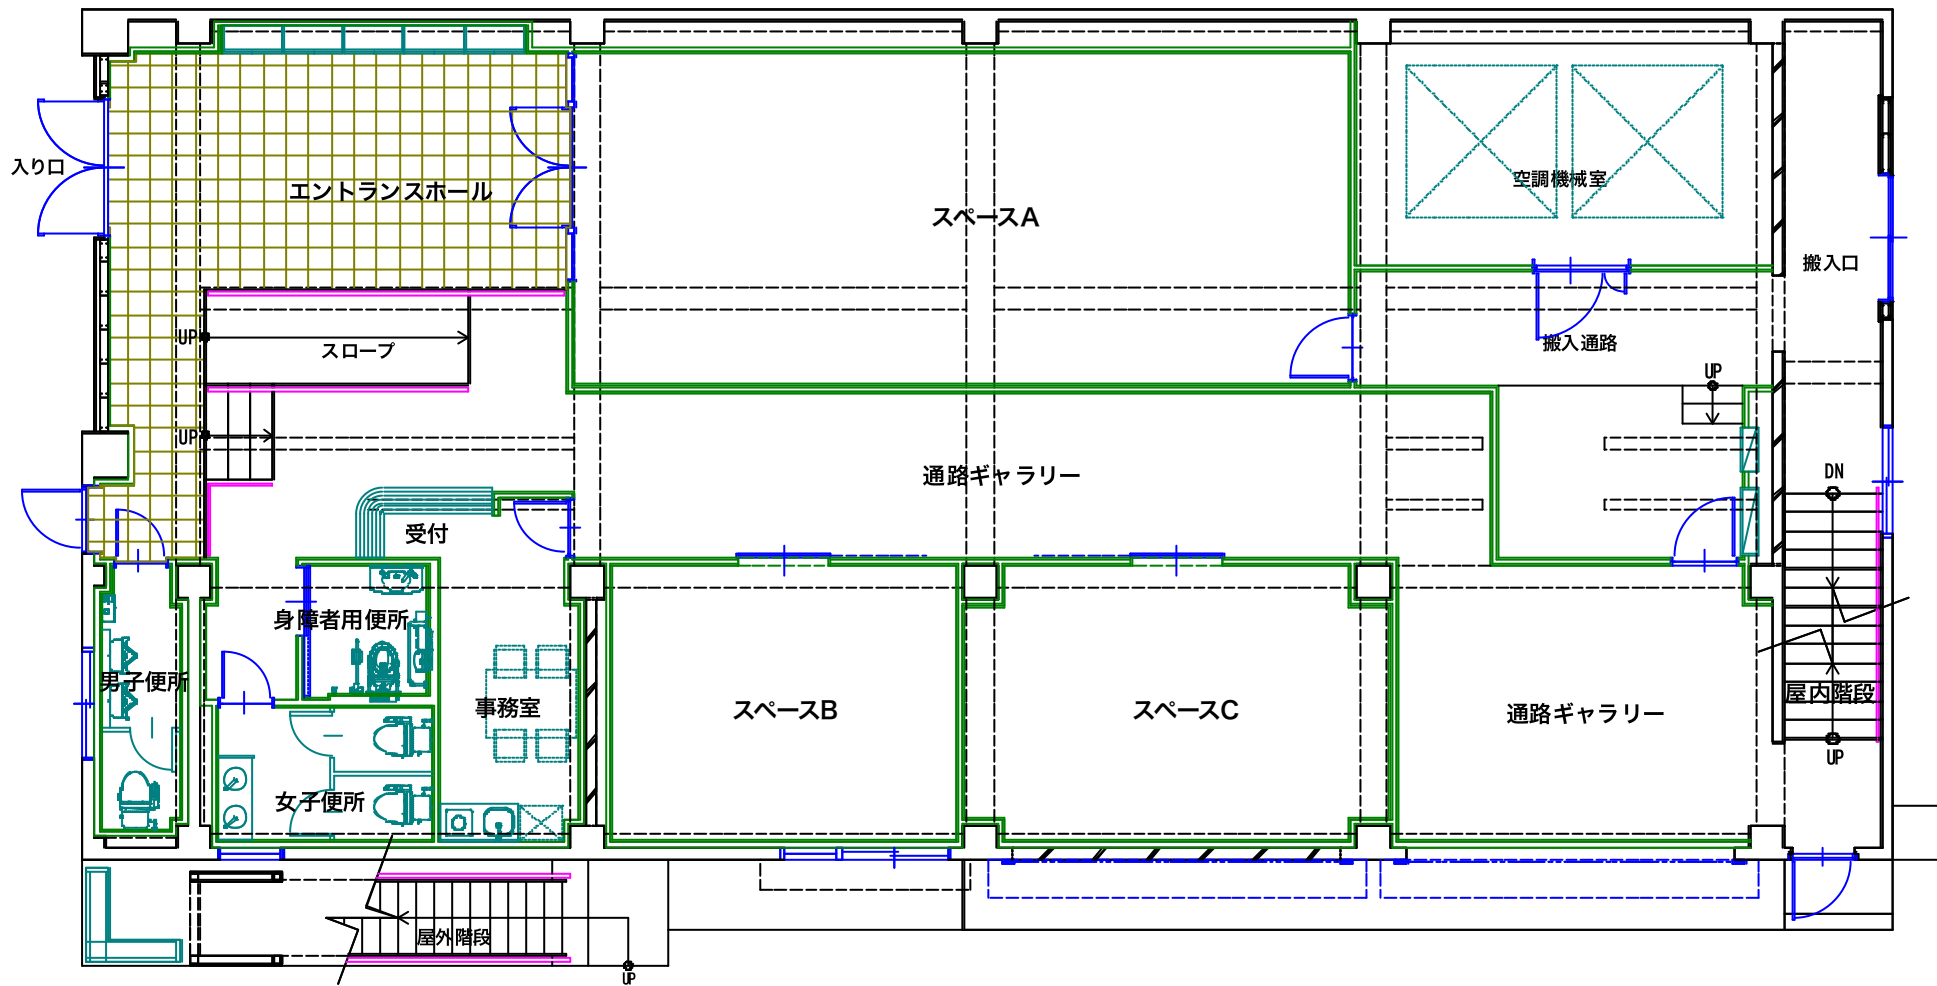 入り口
エントランスホール
スペースA
空調機械室
搬入口
UP
スロープ
搬入通路
UP
UP
通路ギャラリー
DN
受付
身障者用便所
男子便所
事務室
スペースB
スペースC
通路ギャラリー
屋内階段
UP
女子便所
屋外階段
UP